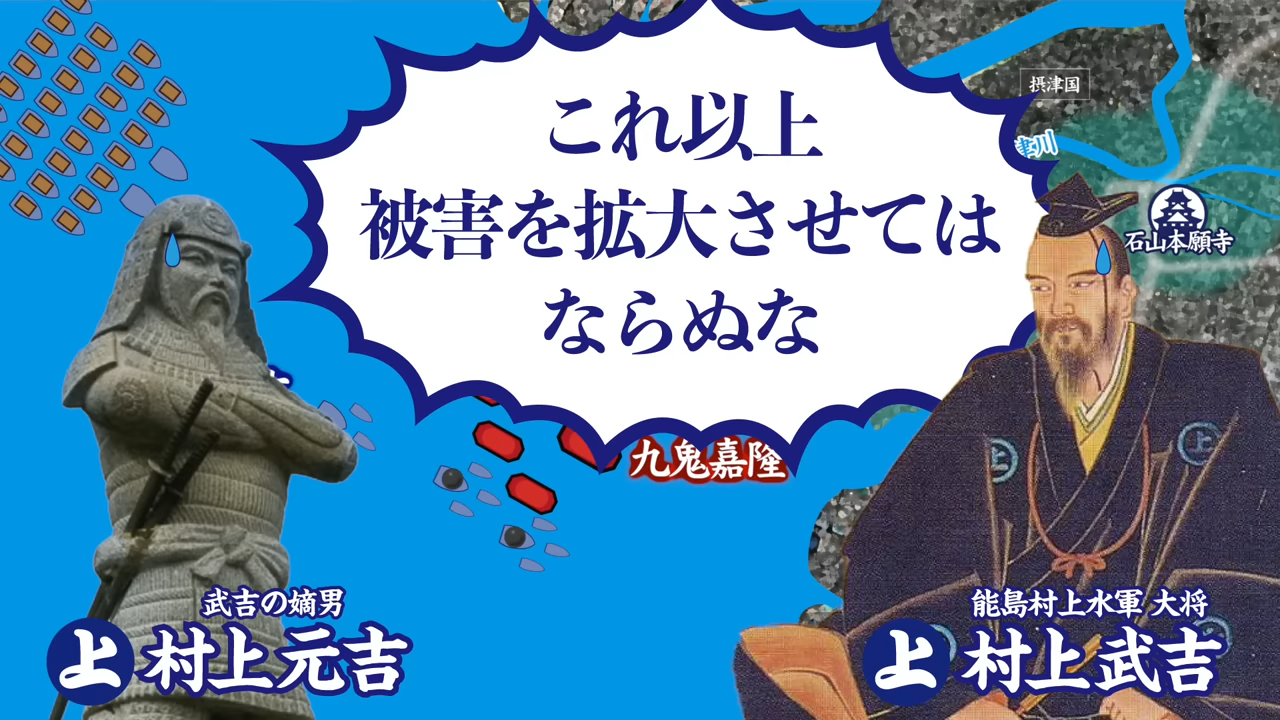 摂津国
津川
石山本願寺
これ以上
被害を拡大させては
ならぬな
九鬼嘉隆
武吉の嫡男
上 村上元吉
能島村上水軍 大将
上 村上武吉